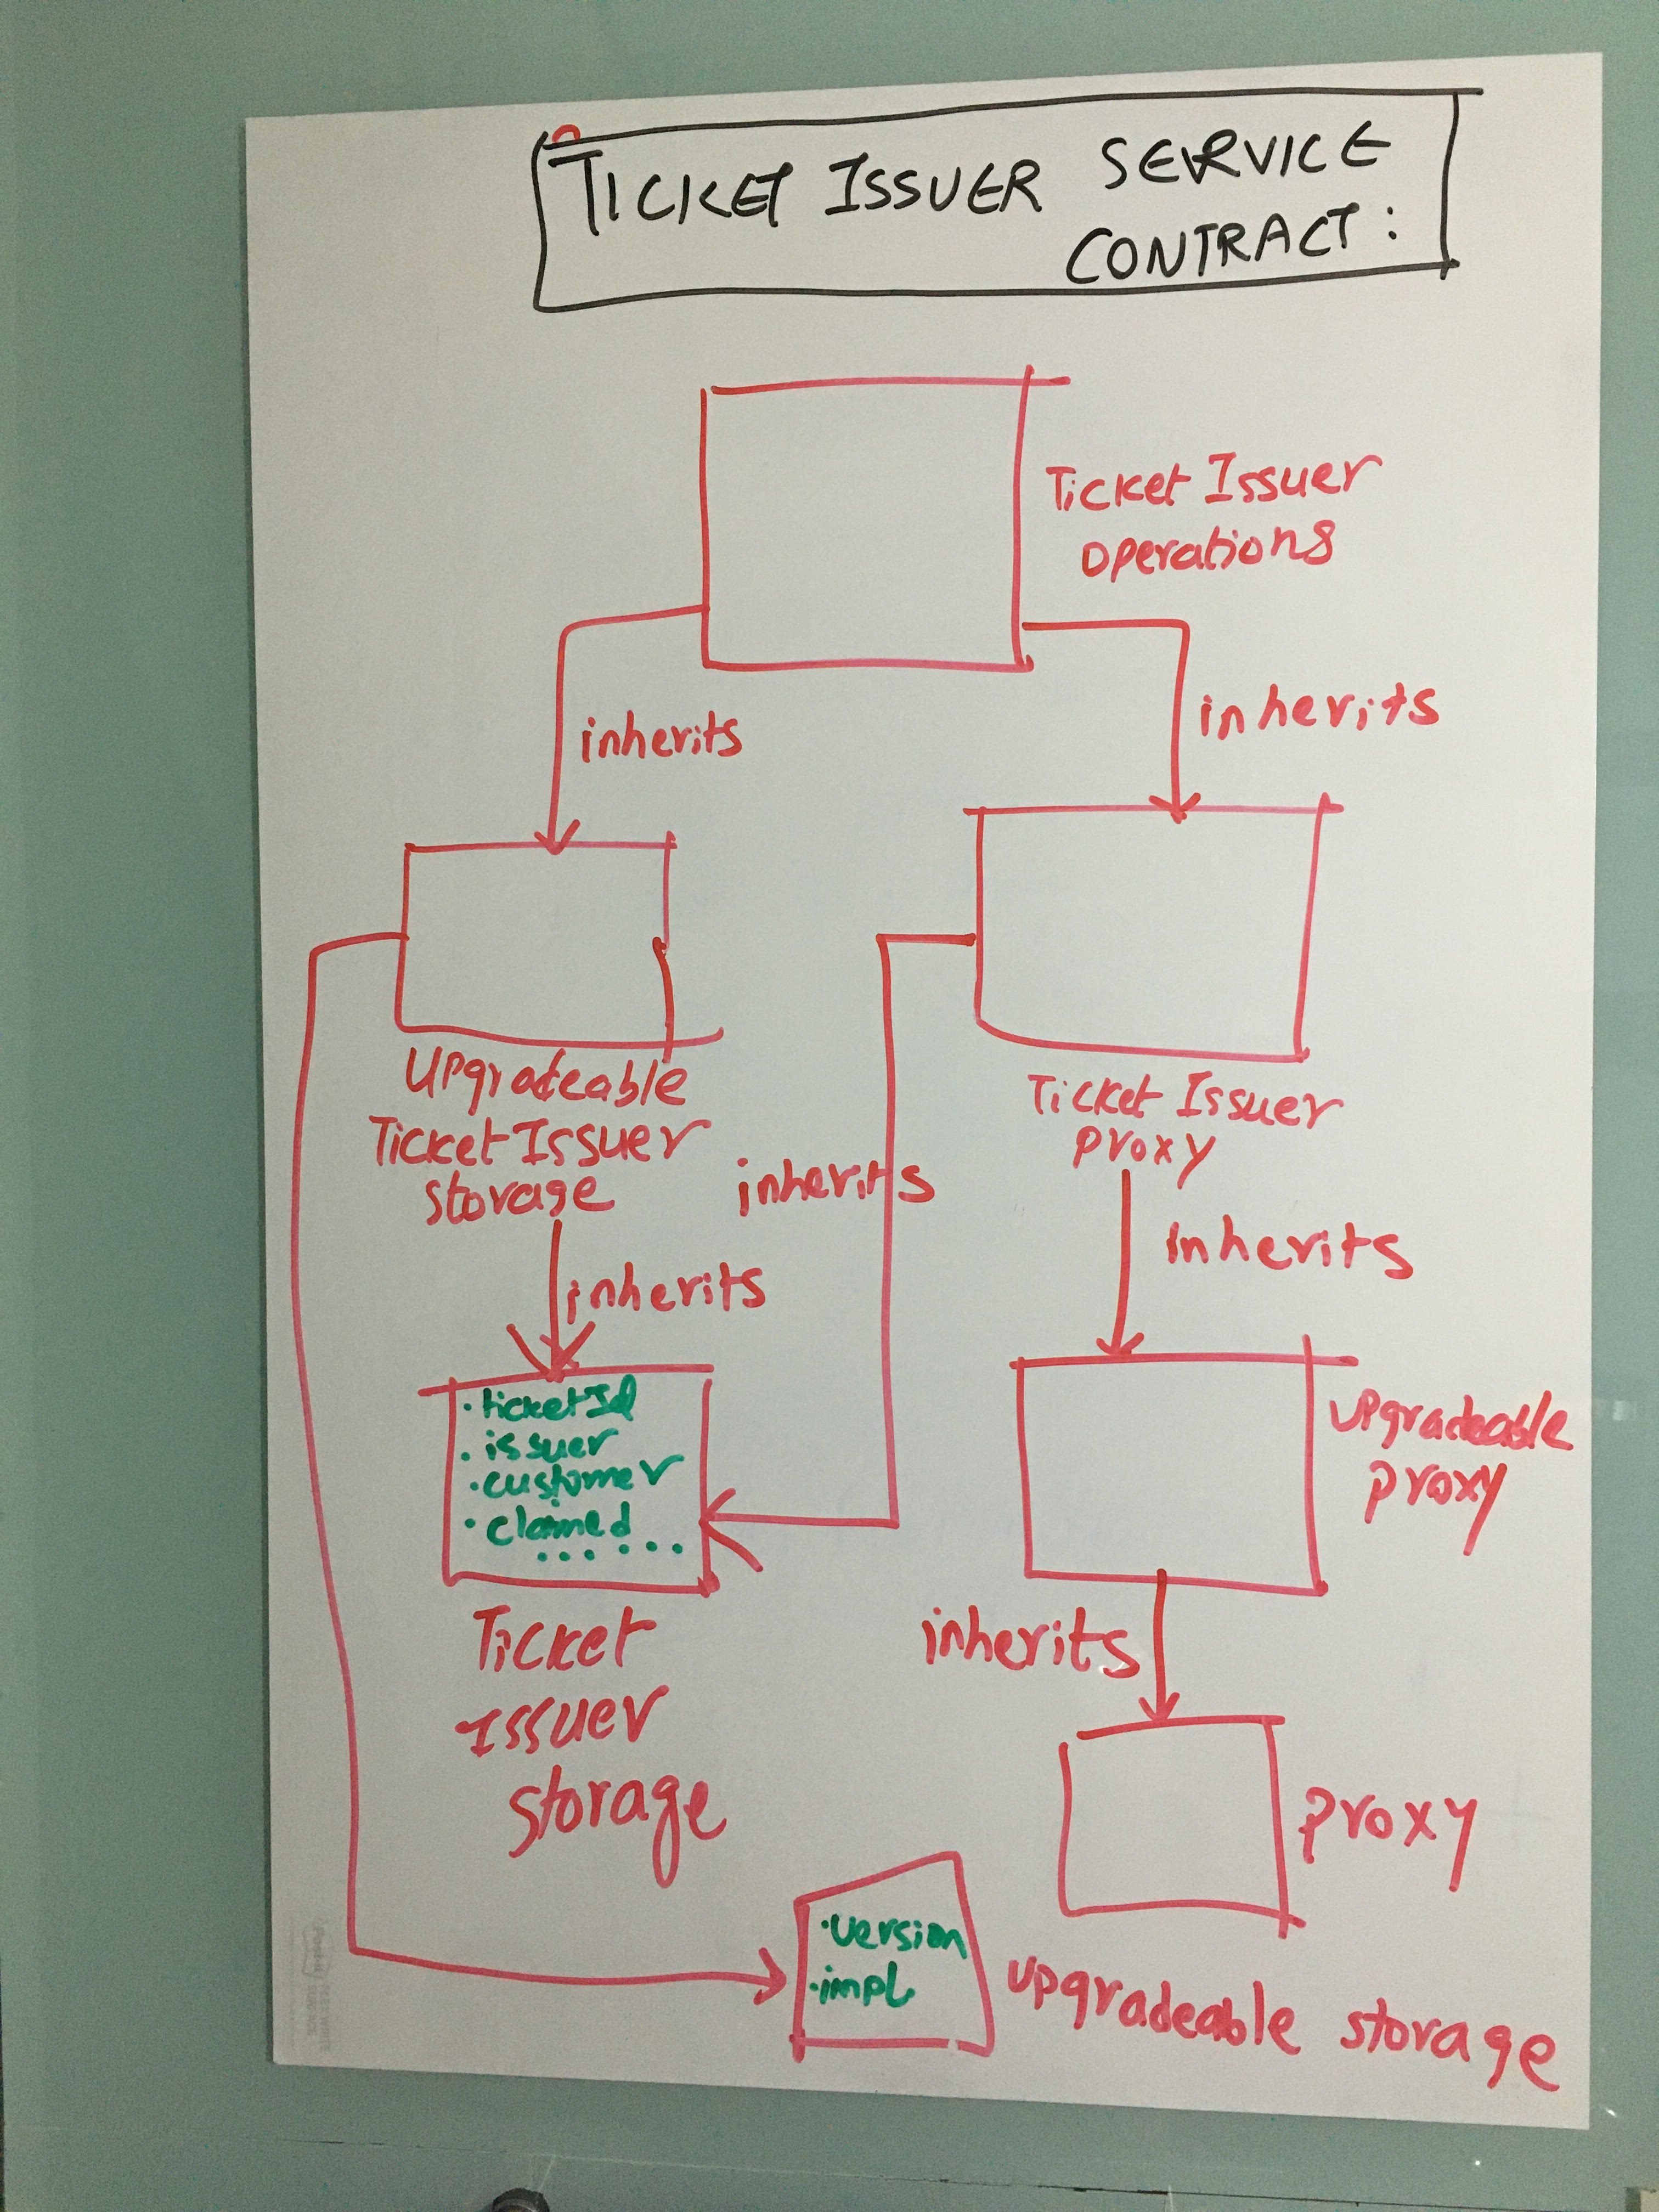 TICKET ISSUER SERVICE
CONTRACT:
Ticket Issuer
operations
inherits
inherits
Upgradeable
Ticket Issuer
storage
Ticket Issuer
proxy
inherits
inherits
inherits
• ticketId
• issuer
• customer
• claimed
... ...
upgradeable
proxy
Ticket
Issuer
storage
inherits
proxy
• version
• impl
upgradeable storage